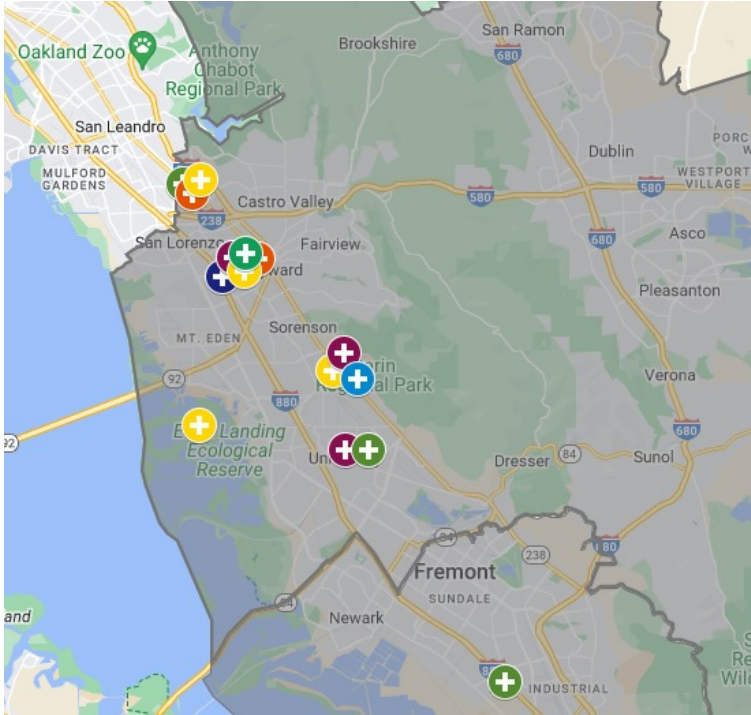 San Ramon
Brookshire
680
Oakland Zoo
Anthony
Chabot
Regional Park
San Leandro
DAVIS TRACT
Dublin
MULFORD
GARDENS
WESTPORT
VILLAGE
580
580
Castro Valley
238
680
Asco
San Lorenzo
Fairview
Pleasanton
Sorenson
MT. EDEN
Verona
92
Regional Park
880
680
92
Landing
Ecological
Reserve
Dresser
84
Sunol
84
238
Fremont
SUNDALE
84
Newark
INDUSTRIAL